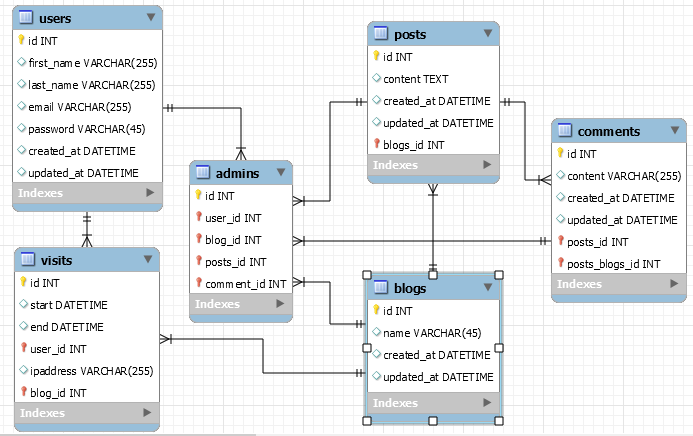 users
id INT
first_name VARCHAR(255)
last_name VARCHAR(255)
email VARCHAR(255)
password VARCHAR(45)
created_at DATETIME
updated_at DATETIME
Indexes
posts
id INT
content TEXT
created_at DATETIME
updated_at DATETIME
blogs_id INT
Indexes
comments
id INT
content VARCHAR(255)
created_at DATETIME
updated_at DATETIME
posts_id INT
posts_blogs_id INT
Indexes
admins
id INT
user_id INT
blog_id INT
posts_id INT
comment_id INT
Indexes
visits
id INT
start DATETIME
end DATETIME
user_id INT
ipaddress VARCHAR(255)
blog_id INT
Indexes
blogs
id INT
name VARCHAR(45)
created_at DATETIME
updated_at DATETIME
Indexes